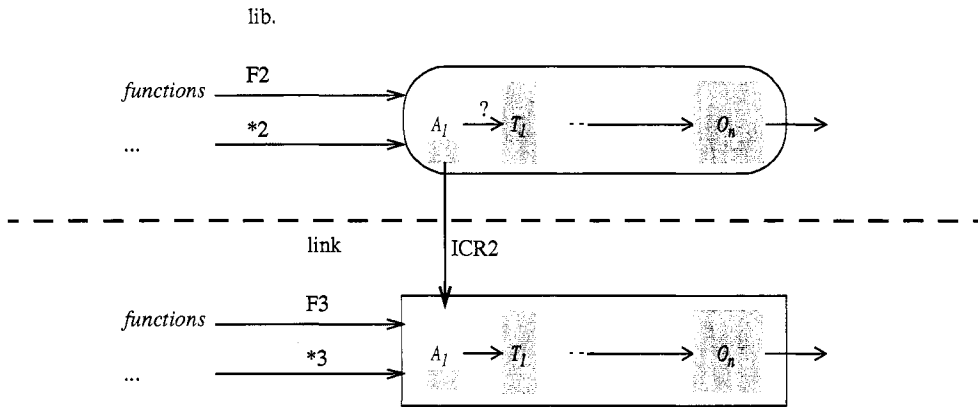 lib.
functions F2
... *2
A1 ? T1 -- On
link
ICR2
functions F3
... *3
A1 T1 -- On